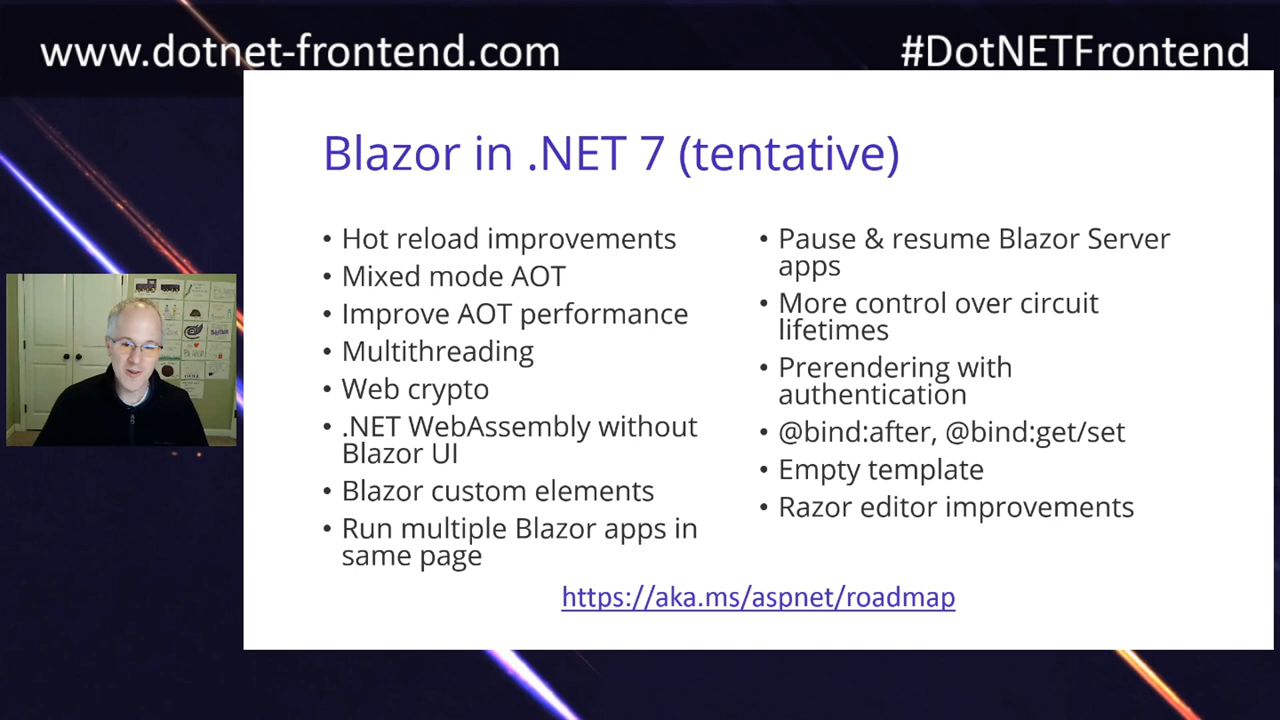 www.dotnet-frontend.com
#DotNETFrontend
Blazor in .NET 7 (tentative)
• Hot reload improvements
• Mixed mode AOT
• Improve AOT performance
• Multithreading
• Web crypto
• .NET WebAssembly without
Blazor UI
• Blazor custom elements
• Run multiple Blazor apps in
same page
• Pause & resume Blazor Server
apps
• More control over circuit
lifetimes
• Prerendering with
authentication
• @bind:after, @bind:get/set
• Empty template
• Razor editor improvements
https://aka.ms/aspnet/roadmap